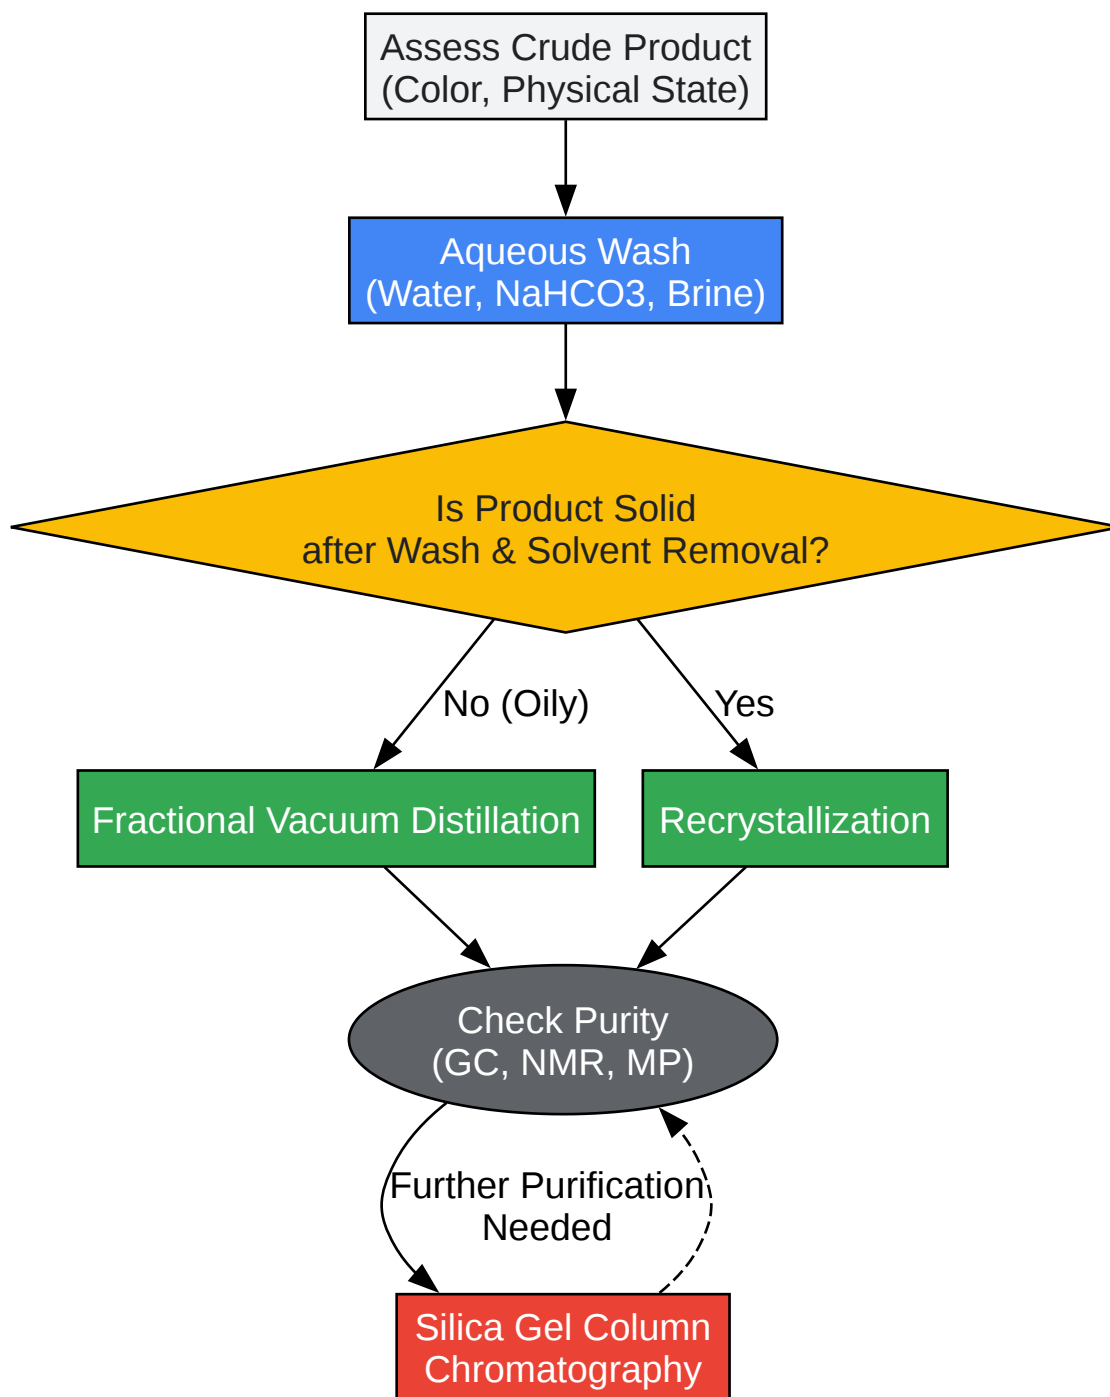 Assess Crude Product
(Color, Physical State)
Aqueous Wash
(Water, NaHCO3, Brine)
Is Product Solid
after Wash & Solvent Removal?
No (Oily)
Yes
Fractional Vacuum Distillation
Recrystallization
Check Purity
(GC, NMR, MP)
Further Purification
Needed
Silica Gel Column
Chromatography